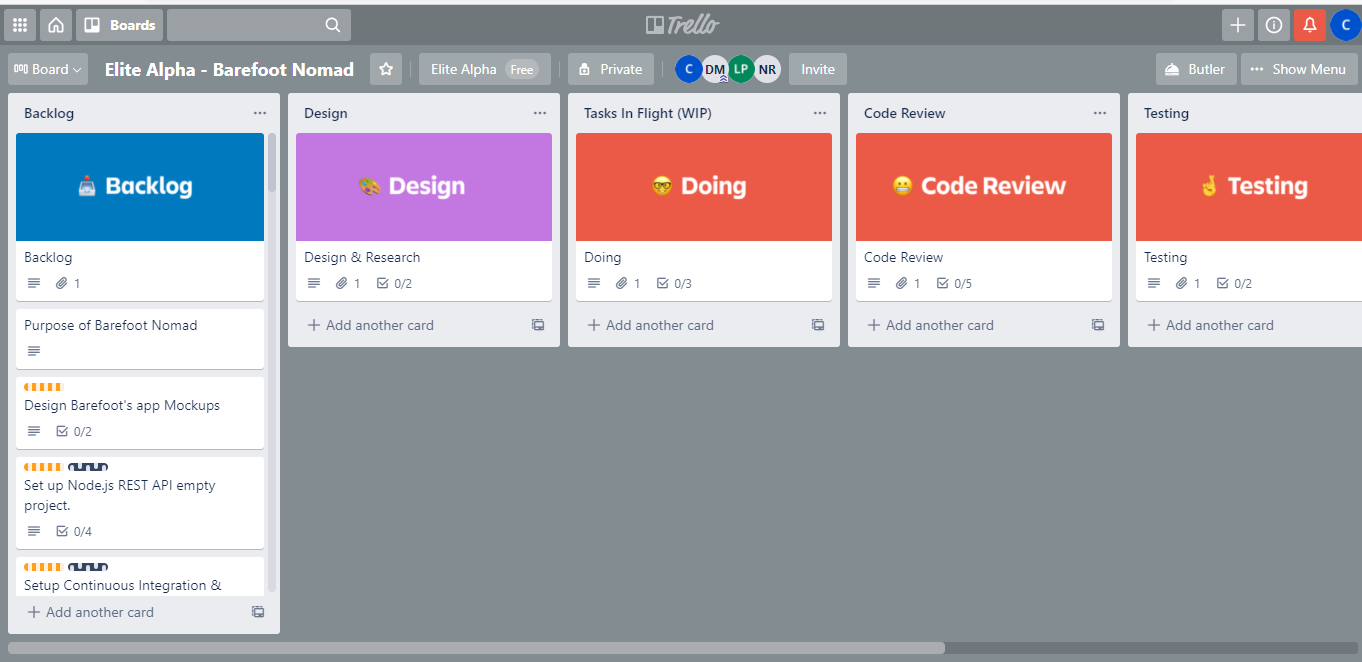 Boards
Trello
C
Board
Elite Alpha - Barefoot Nomad
Elite Alpha Free
Private
C DM LP NR
Invite
Butler
Show Menu
Backlog
Backlog
Backlog
1
Purpose of Barefoot Nomad
Design Barefoot's app Mockups
0/2
Set up Node.js REST API empty
project.
0/4
Setup Continuous Integration &
Add another card
Design
Design
Design & Research
1 0/2
Add another card
Tasks In Flight (WIP)
Doing
Doing
1 0/3
Add another card
Code Review
Code Review
Code Review
1 0/5
Add another card
Testing
Testing
Testing
1 0/2
Add another card